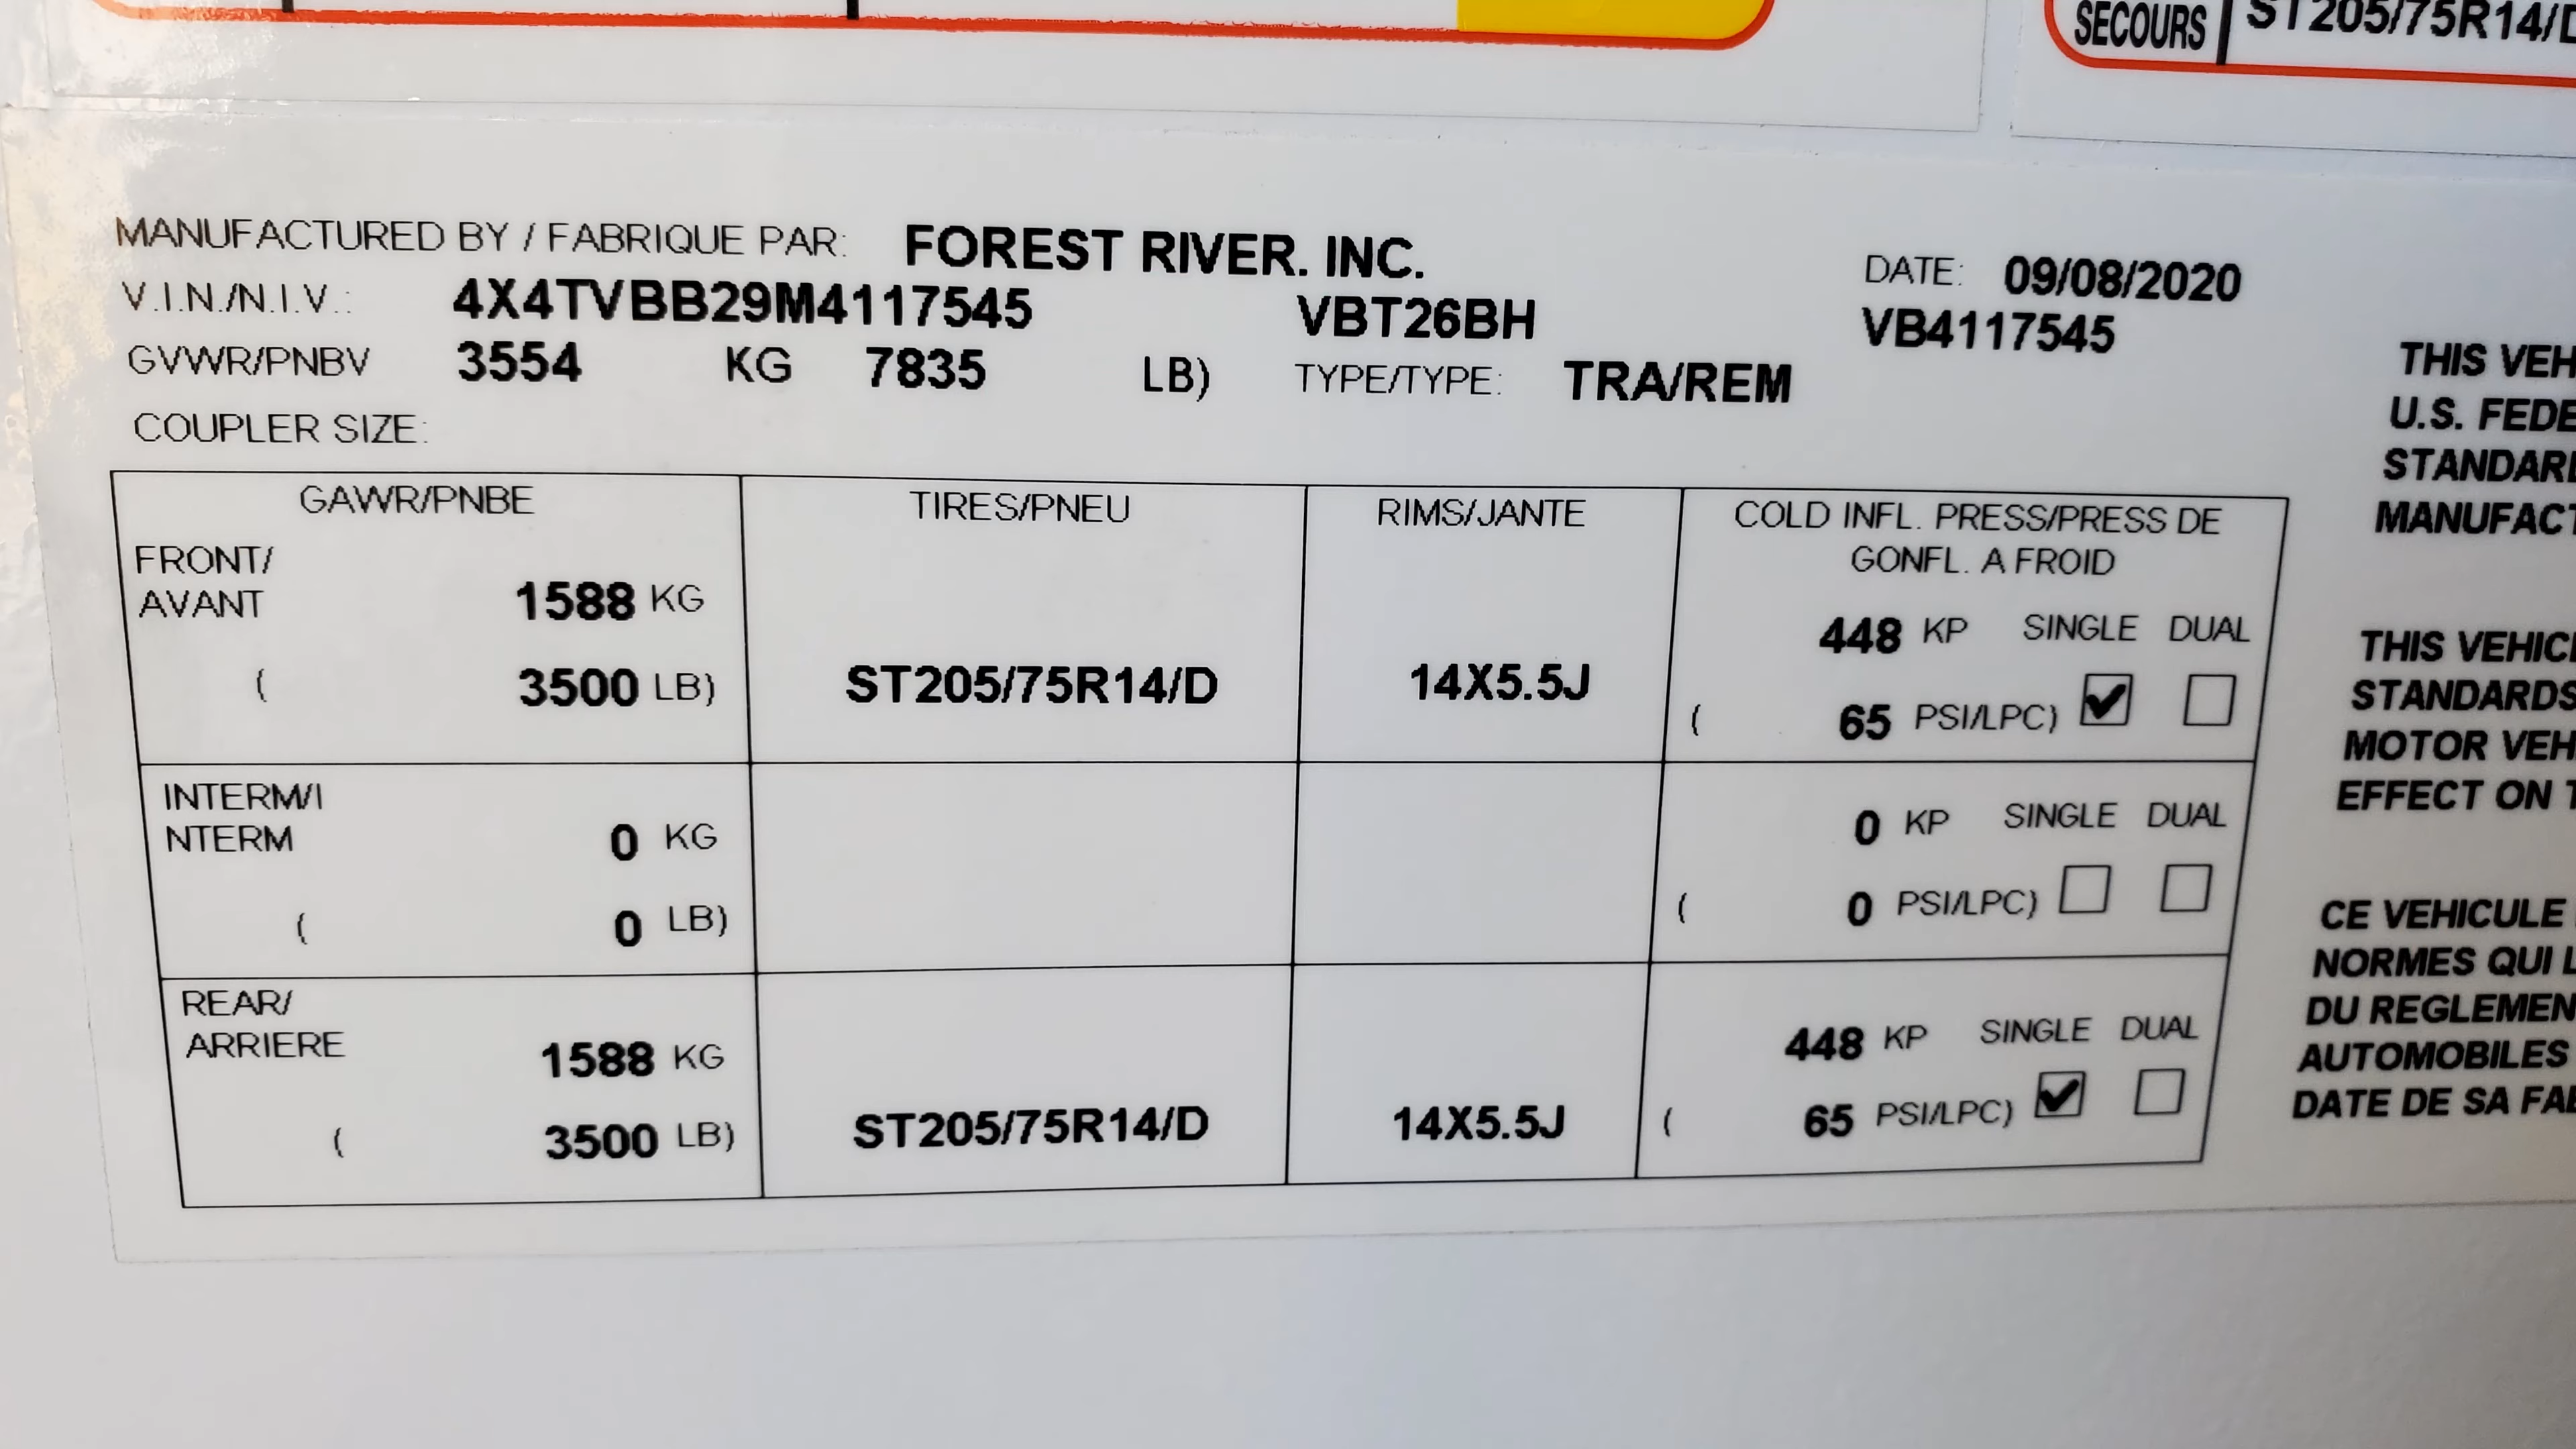 SECOURS ST205/75R14/D
MANUFACTURED BY / FABRIQUE PAR: FOREST RIVER. INC.
DATE: 09/08/2020
V.I.N./N.I.V.: 4X4TVBB29M4117545 VBT26BH VB4117545
GVWR/PNBV 3554 KG 7835 LB) TYPE/TYPE: TRA/REM
COUPLER SIZE:
GAWR/PNBE TIRES/PNEU RIMS/JANTE COLD INFL. PRESS/PRESS DE
GONFL. A FROID
FRONT/
AVANT 1588 KG 448 KP SINGLE DUAL
( 3500 LB) ST205/75R14/D 14X5.5J ( 65 PSI/LPC)
INTERM/I
NTERM 0 KG 0 KP SINGLE DUAL
( 0 LB) ( 0 PSI/LPC)
REAR/
ARRIERE 1588 KG 448 KP SINGLE DUAL
( 3500 LB) ST205/75R14/D 14X5.5J ( 65 PSI/LPC)
THIS VEH
U.S. FEDE
STANDAR
MANUFACT
THIS VEHIC
STANDARDS
MOTOR VEH
EFFECT ON T
CE VEHICULE
NORMES QUI L
DU REGLEMEN
AUTOMOBILES
DATE DE SA FAB